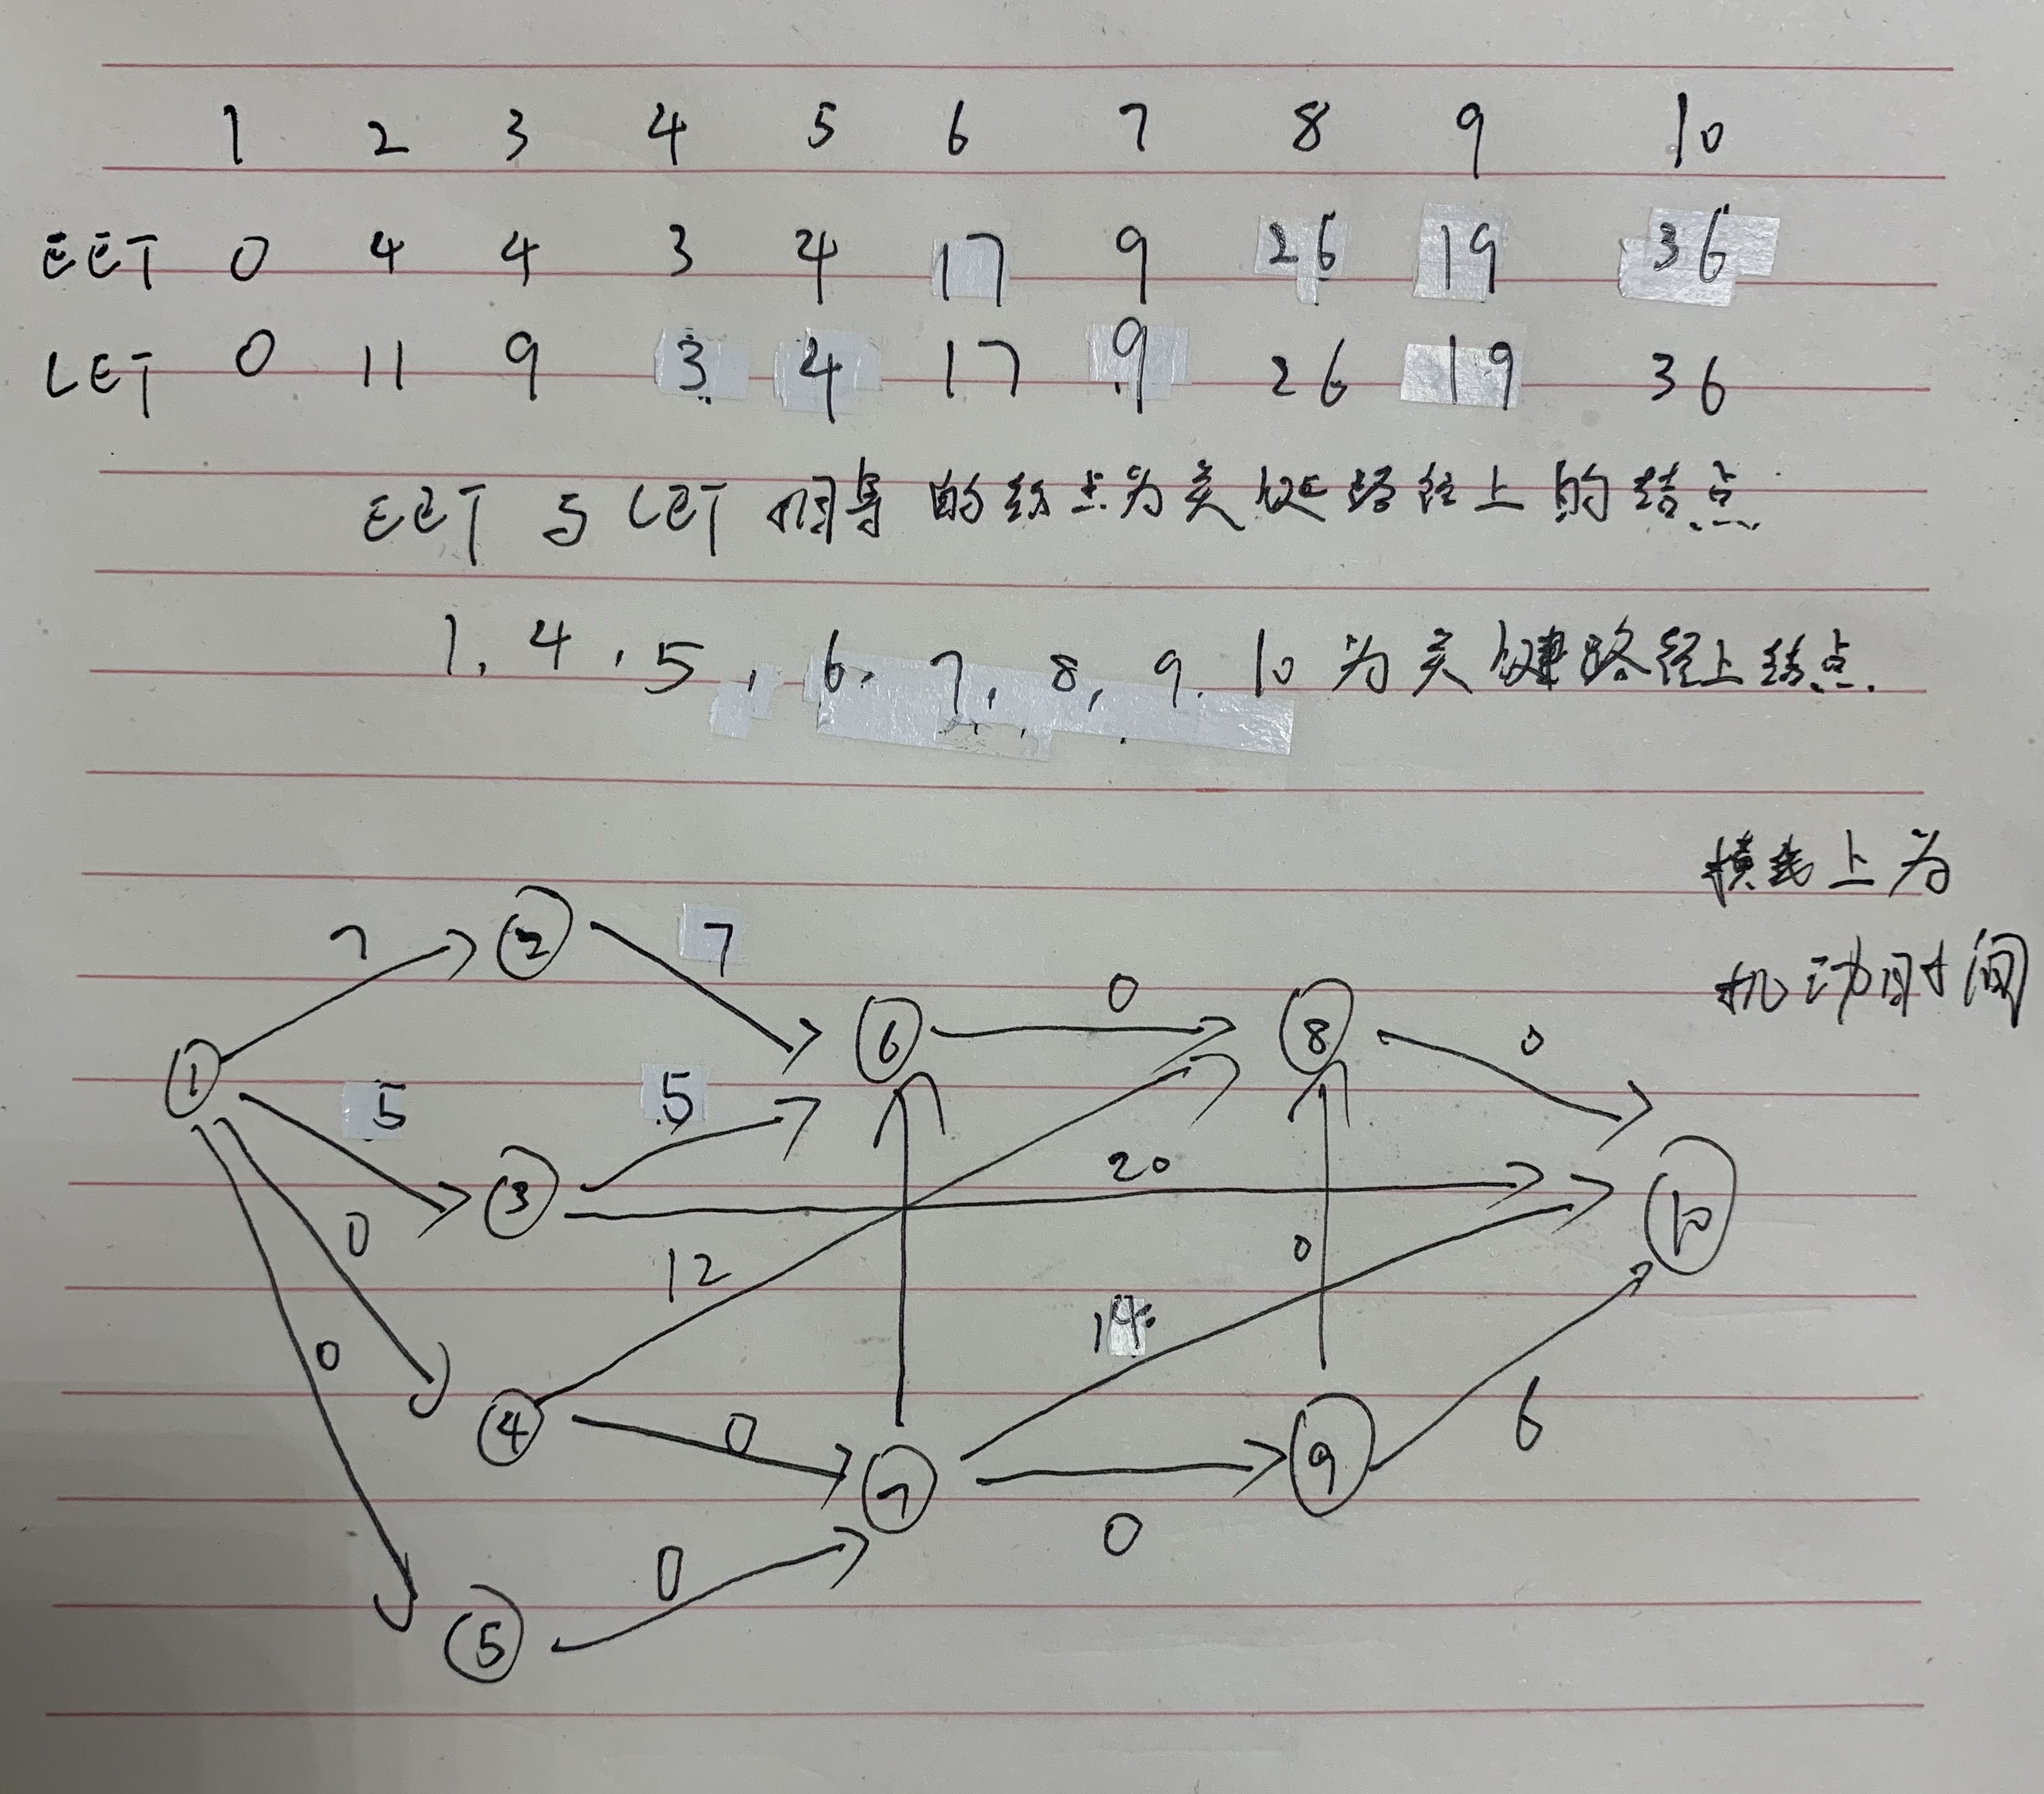 1 2 3 4 5 6 7 8 9 10
EET 0 4 4 3 4 17 9 26 19 36
LET 0 11 9 3 4 17 9 26 19 36
EET 与 LET 相等 的结点为关键路径上的结点.
1, 4, 5, 6, 7, 8, 9, 10 为关键路径上结点.
横线上为
机动时间
7 ② 7
① 5 5 ⑥ 0 ⑧ 0
③ 20
0 12 0 ⑩
0 14
④ 0 6
⑦ 0 ⑨
0
⑤